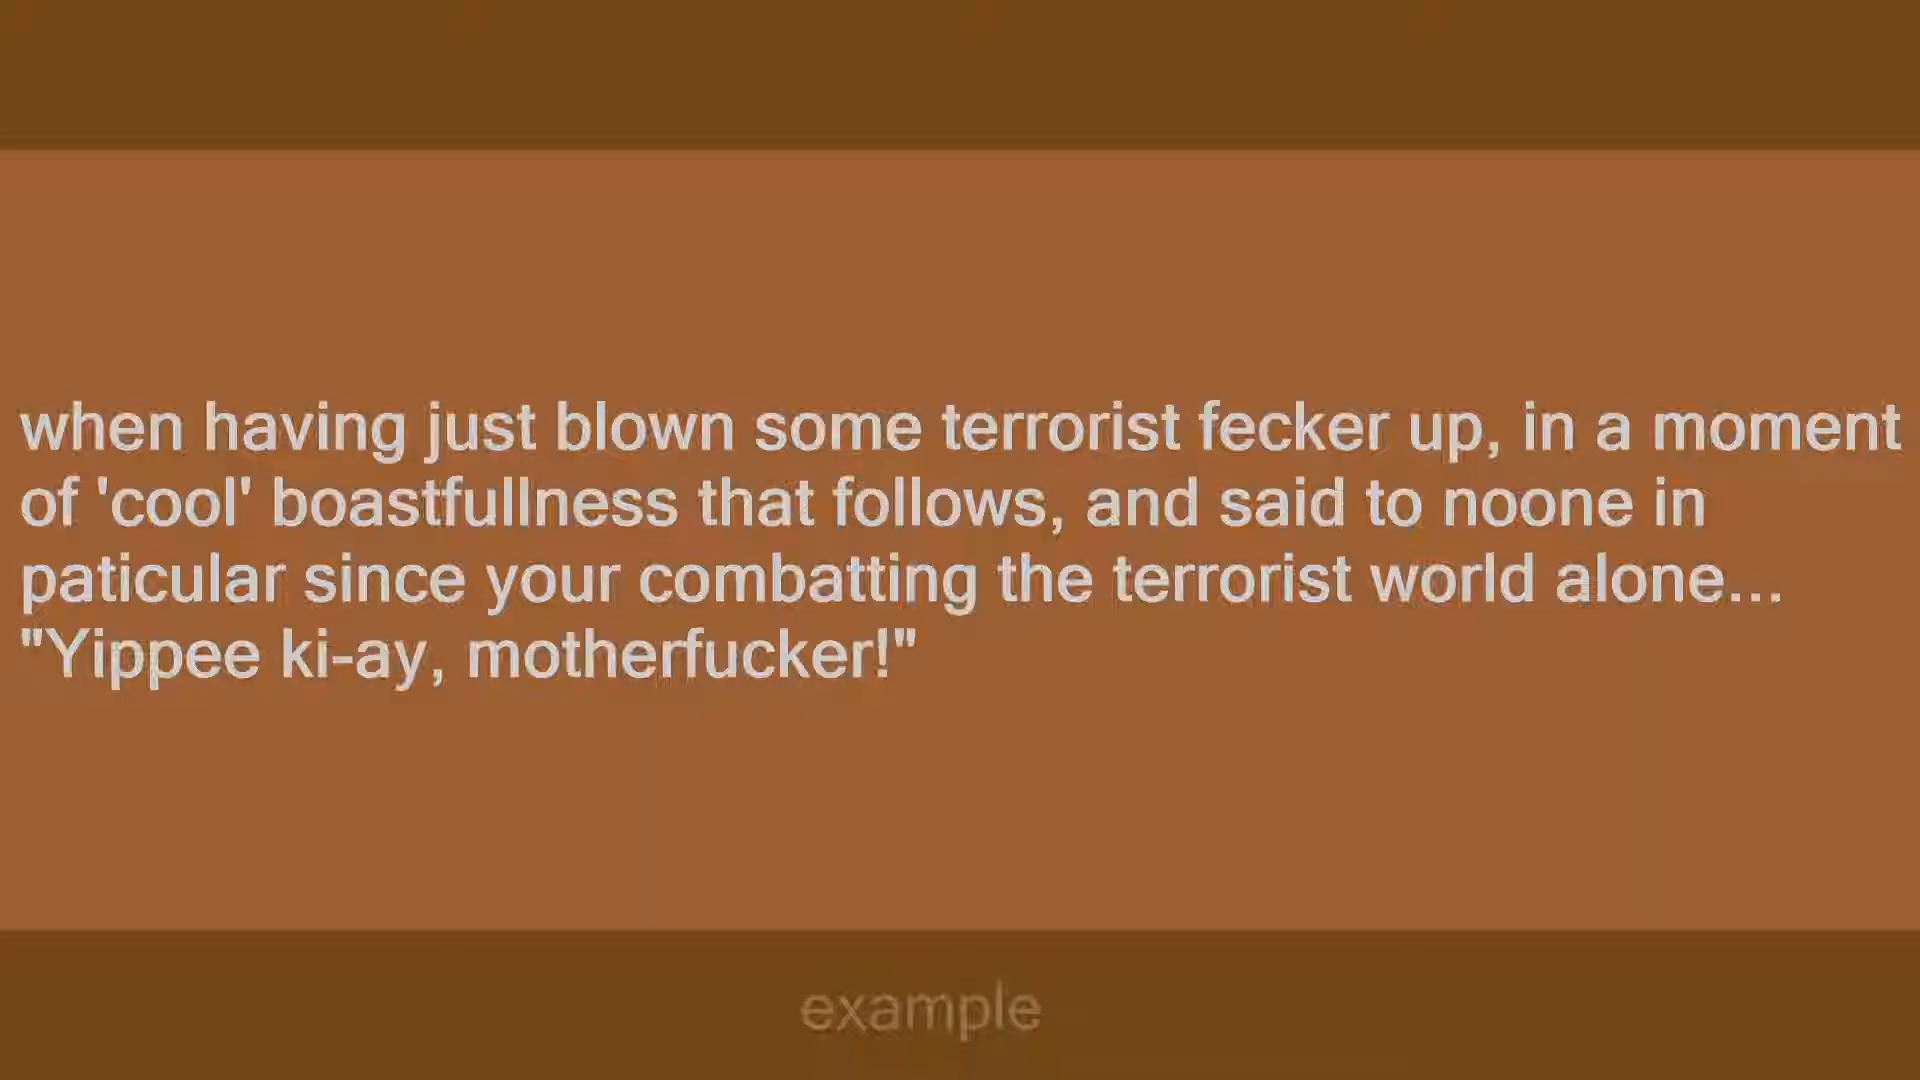 when having just blown some terrorist fecker up, in a moment
of 'cool' boastfullness that follows, and said to noone in
paticular since your combatting the terrorist world alone...
"Yippee ki-ay, motherfucker!"
example